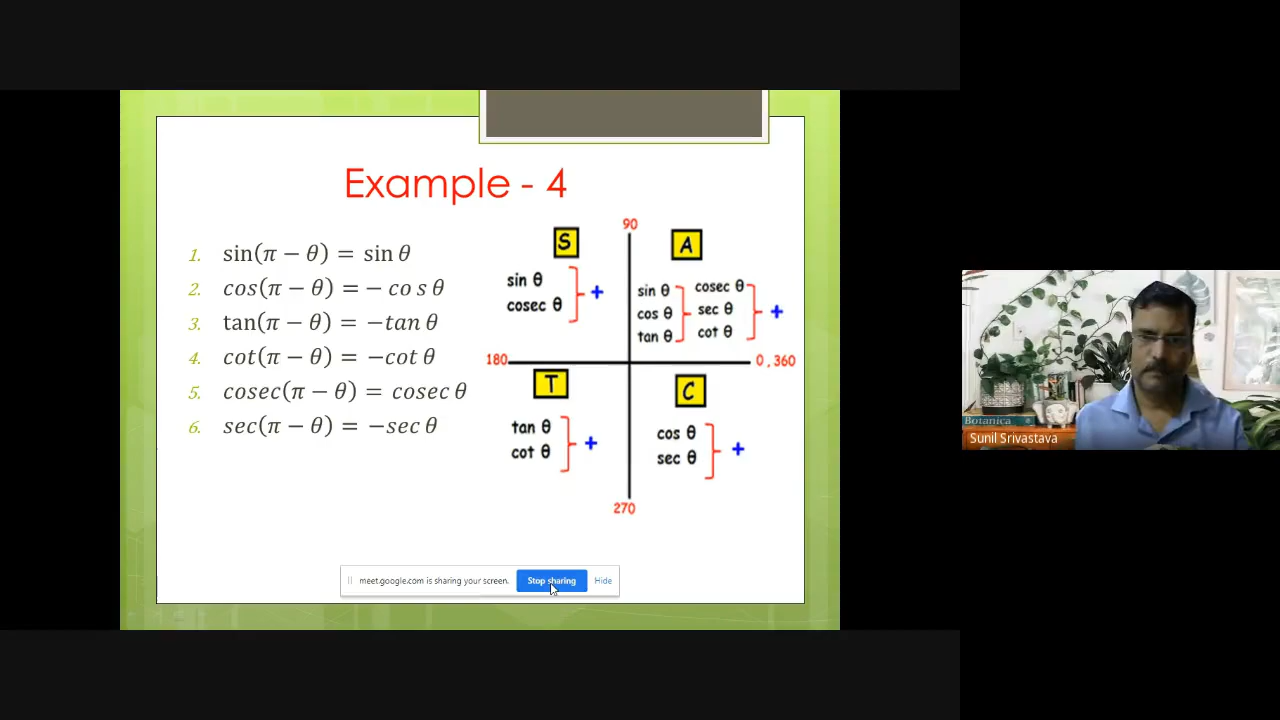 Example - 4
1. sin(π − θ) = sin θ
2. cos(π − θ) = − co s θ
3. tan(π − θ) = −tan θ
4. cot(π − θ) = −cot θ
5. cosec(π − θ) = cosec θ
6. sec(π − θ) = −sec θ
90
S
A
sin θ
cosec θ
+
sin θ cosec θ
cos θ sec θ
tan θ cot θ
+
180
0, 360
T
C
tan θ
cot θ
+
cos θ
sec θ
+
270
meet.google.com is sharing your screen. Stop sharing Hide
Botanica
Sunil Srivastava